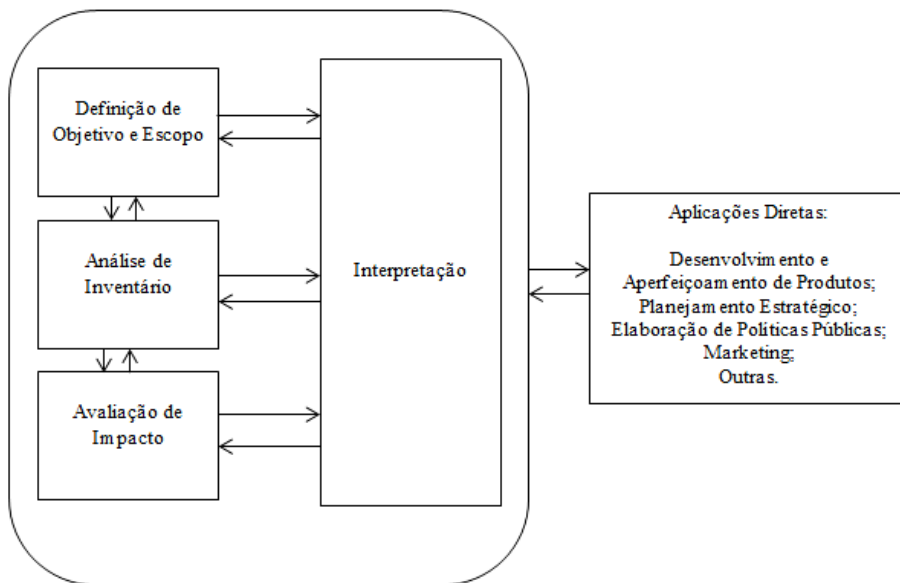 Definição de
Objetivo e Escopo
Análise de
Inventário
Avaliação de
Impacto
Interpretação
Aplicações Diretas:
Desenvolvimento e
Aperfeiçoamento de Produtos;
Planejamento Estratégico;
Elaboração de Políticas Públicas;
Marketing;
Outras.